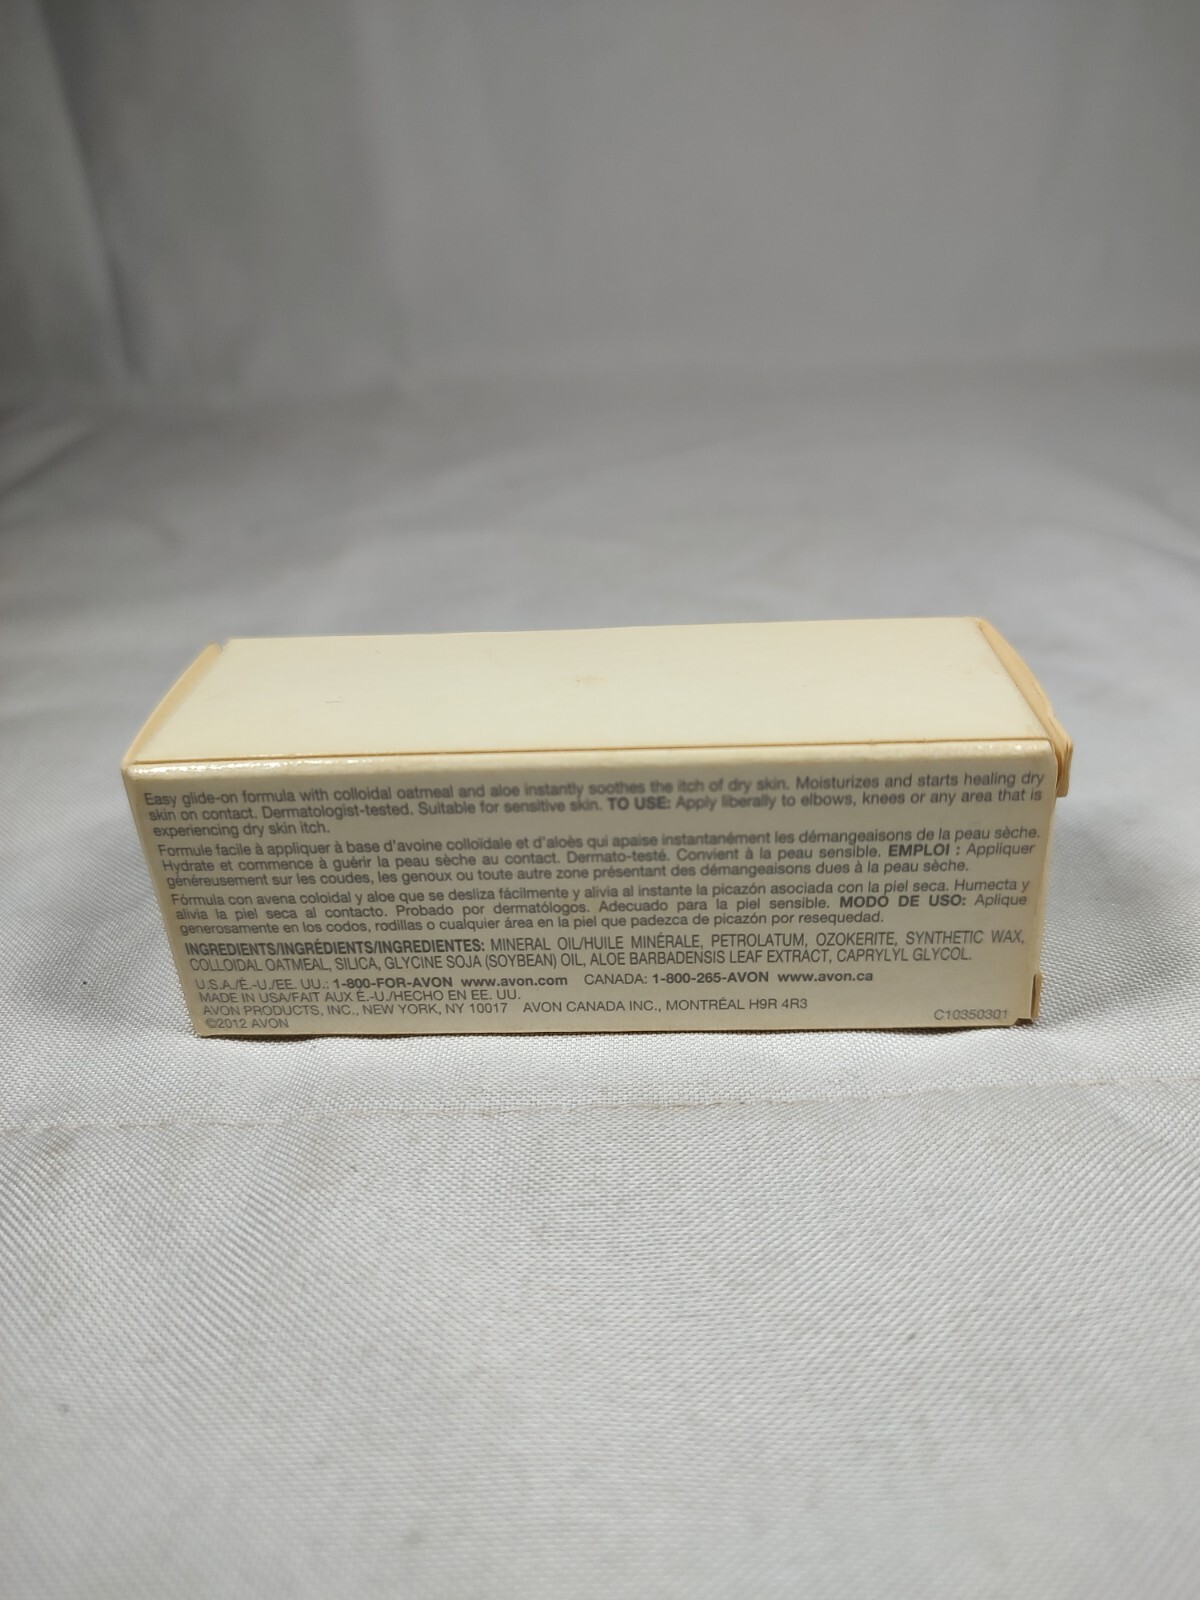 Easy glide-on formula with colloidal oatmeal and aloe instantly soothes the itch of dry skin. Moisturizes and starts healing dry
skin on contact. Dermatologist-tested. Suitable for sensitive skin. TO USE: Apply liberally to elbows, knees or any area that is
experiencing dry skin itch.
Formule facile à appliquer à base d'avoine colloïdale et d'aloès qui apaise instantanément les démangeaisons de la peau sèche.
Hydrate et commence à guérir la peau sèche au contact. Dermato-testé. Convient à la peau sensible. EMPLOI : Appliquer
généreusement sur les coudes, les genoux ou toute autre zone présentant des démangeaisons dues à la peau sèche.
Fórmula con avena coloidal y aloe que se desliza fácilmente y alivia al instante la picazón asociada con la piel seca. Humecta y
alivia la piel seca al contacto. Probado por dermatólogos. Adecuado para la piel sensible. MODO DE USO: Aplique
generosamente en los codos, rodillas o cualquier área en la piel que padezca de picazón por resequedad.
INGREDIENTS/INGRÉDIENTS/INGREDIENTES: MINERAL OIL/HUILE MINÉRALE, PETROLATUM, OZOKERITE, SYNTHETIC WAX,
COLLOIDAL OATMEAL, SILICA, GLYCINE SOJA (SOYBEAN) OIL, ALOE BARBADENSIS LEAF EXTRACT, CAPRYLYL GLYCOL.
U.S.A./É.-U./EE. UU.: 1-800-FOR-AVON www.avon.com CANADA: 1-800-265-AVON www.avon.ca
MADE IN USA/FAIT AUX É.-U./HECHO EN EE. UU.
AVON PRODUCTS, INC., NEW YORK, NY 10017 AVON CANADA INC., MONTRÉAL H9R 4R3
©2012 AVON C10350301